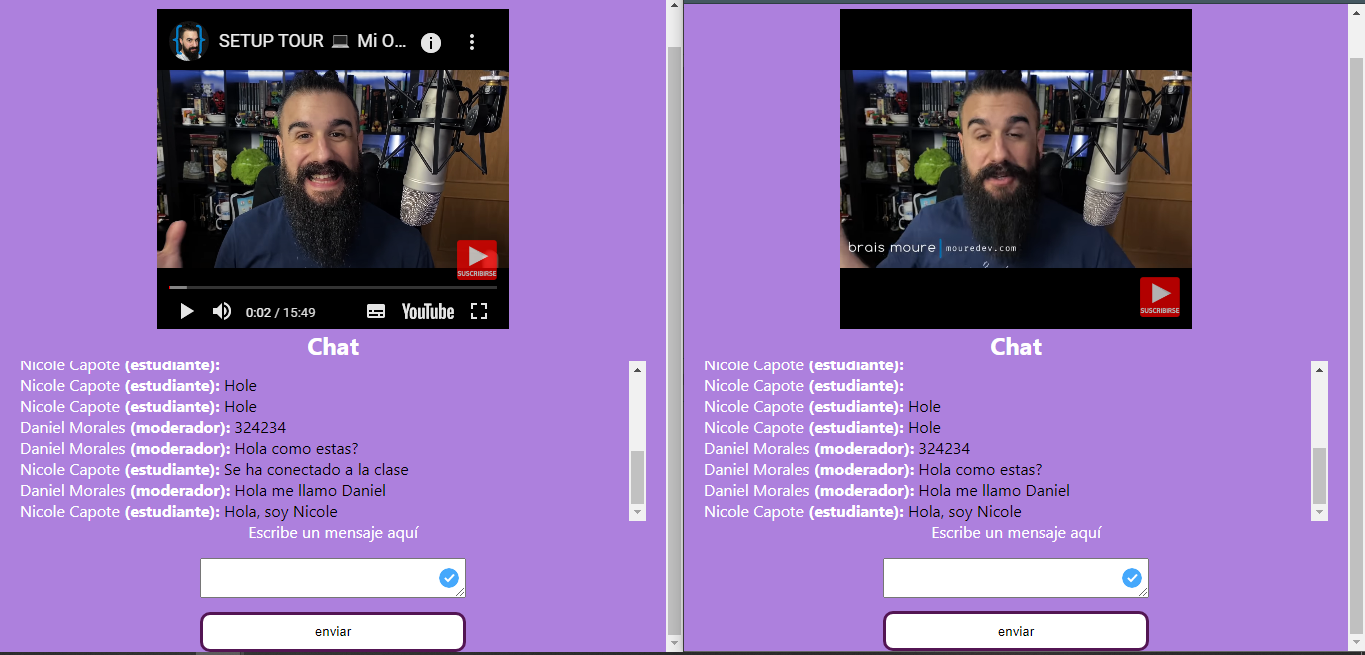 SETUP TOUR 💻 Mi O...
SUSCRIBIRSE
0:02 / 15:49
YouTube
Chat
Nicole Capote (estudiante):
Nicole Capote (estudiante): Hole
Nicole Capote (estudiante): Hole
Daniel Morales (moderador): 324234
Daniel Morales (moderador): Hola como estas?
Nicole Capote (estudiante): Se ha conectado a la clase
Daniel Morales (moderador): Hola me llamo Daniel
Nicole Capote (estudiante): Hola, soy Nicole
Escribe un mensaje aquí
enviar
brais moure mouredev.com
SUSCRIBIRSE
Chat
Nicole Capote (estudiante):
Nicole Capote (estudiante):
Nicole Capote (estudiante): Hole
Nicole Capote (estudiante): Hole
Daniel Morales (moderador): 324234
Daniel Morales (moderador): Hola como estas?
Daniel Morales (moderador): Hola me llamo Daniel
Nicole Capote (estudiante): Hola, soy Nicole
Escribe un mensaje aquí
enviar